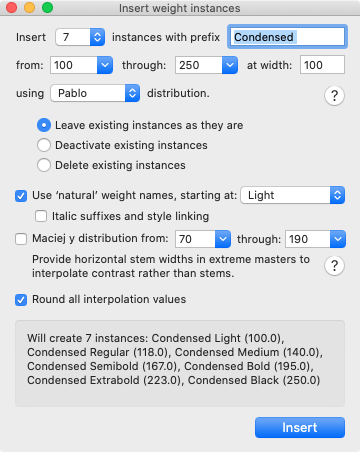 Insert weight instances
Insert 7 instances with prefix Condensed
from: 100 through: 250 at width: 100
using Pablo distribution. ?
Leave existing instances as they are
Deactivate existing instances
Delete existing instances
Use ‘natural’ weight names, starting at: Light
Italic suffixes and style linking
Maciej y distribution from: 70 through: 190
Provide horizontal stem widths in extreme masters to
interpolate contrast rather than stems. ?
Round all interpolation values
Will create 7 instances: Condensed Light (100.0),
Condensed Regular (118.0), Condensed Medium (140.0),
Condensed Semibold (167.0), Condensed Bold (195.0),
Condensed Extrabold (223.0), Condensed Black (250.0)
Insert